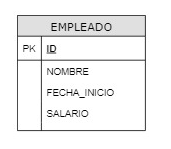 EMPLEADO
PK ID
NOMBRE
FECHA_INICIO
SALARIO